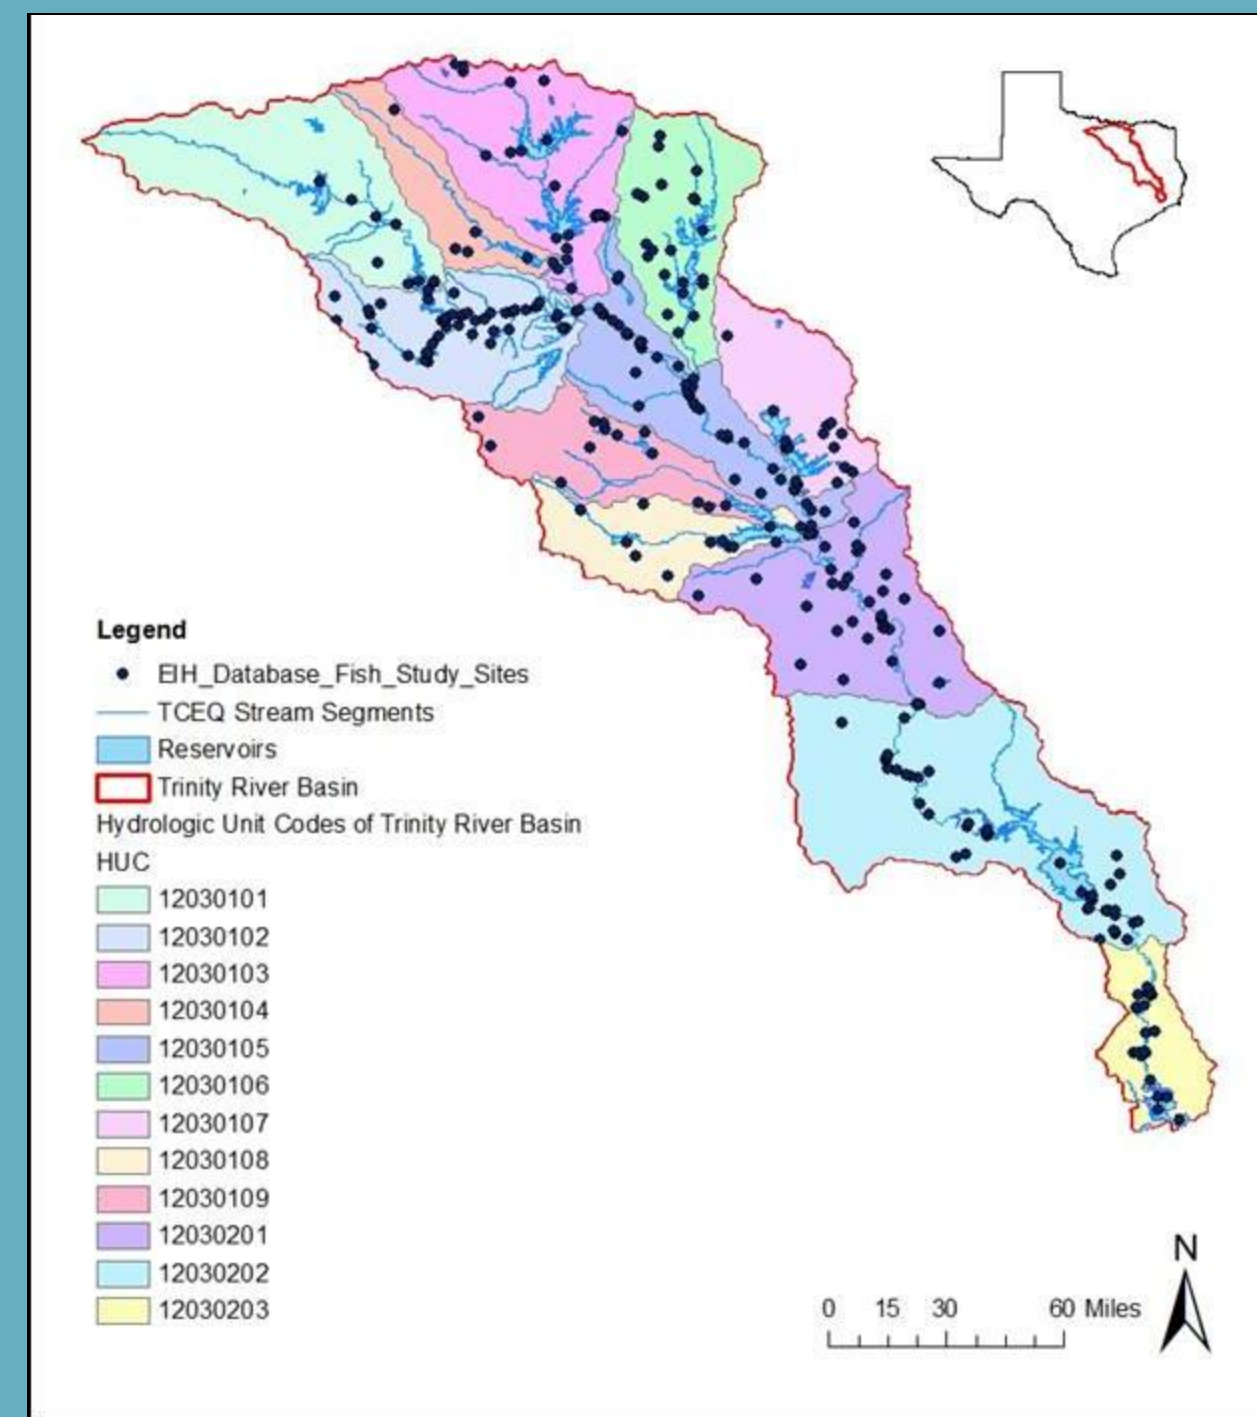 Legend
EIH_Database_Fish_Study_Sites
TCEQ Stream Segments
Reservoirs
Trinity River Basin
Hydrologic Unit Codes of Trinity River Basin
HUC
12030101
12030102
12030103
12030104
12030105
12030106
12030107
12030108
12030109
12030201
12030202
12030203
N
0 15 30 60 Miles